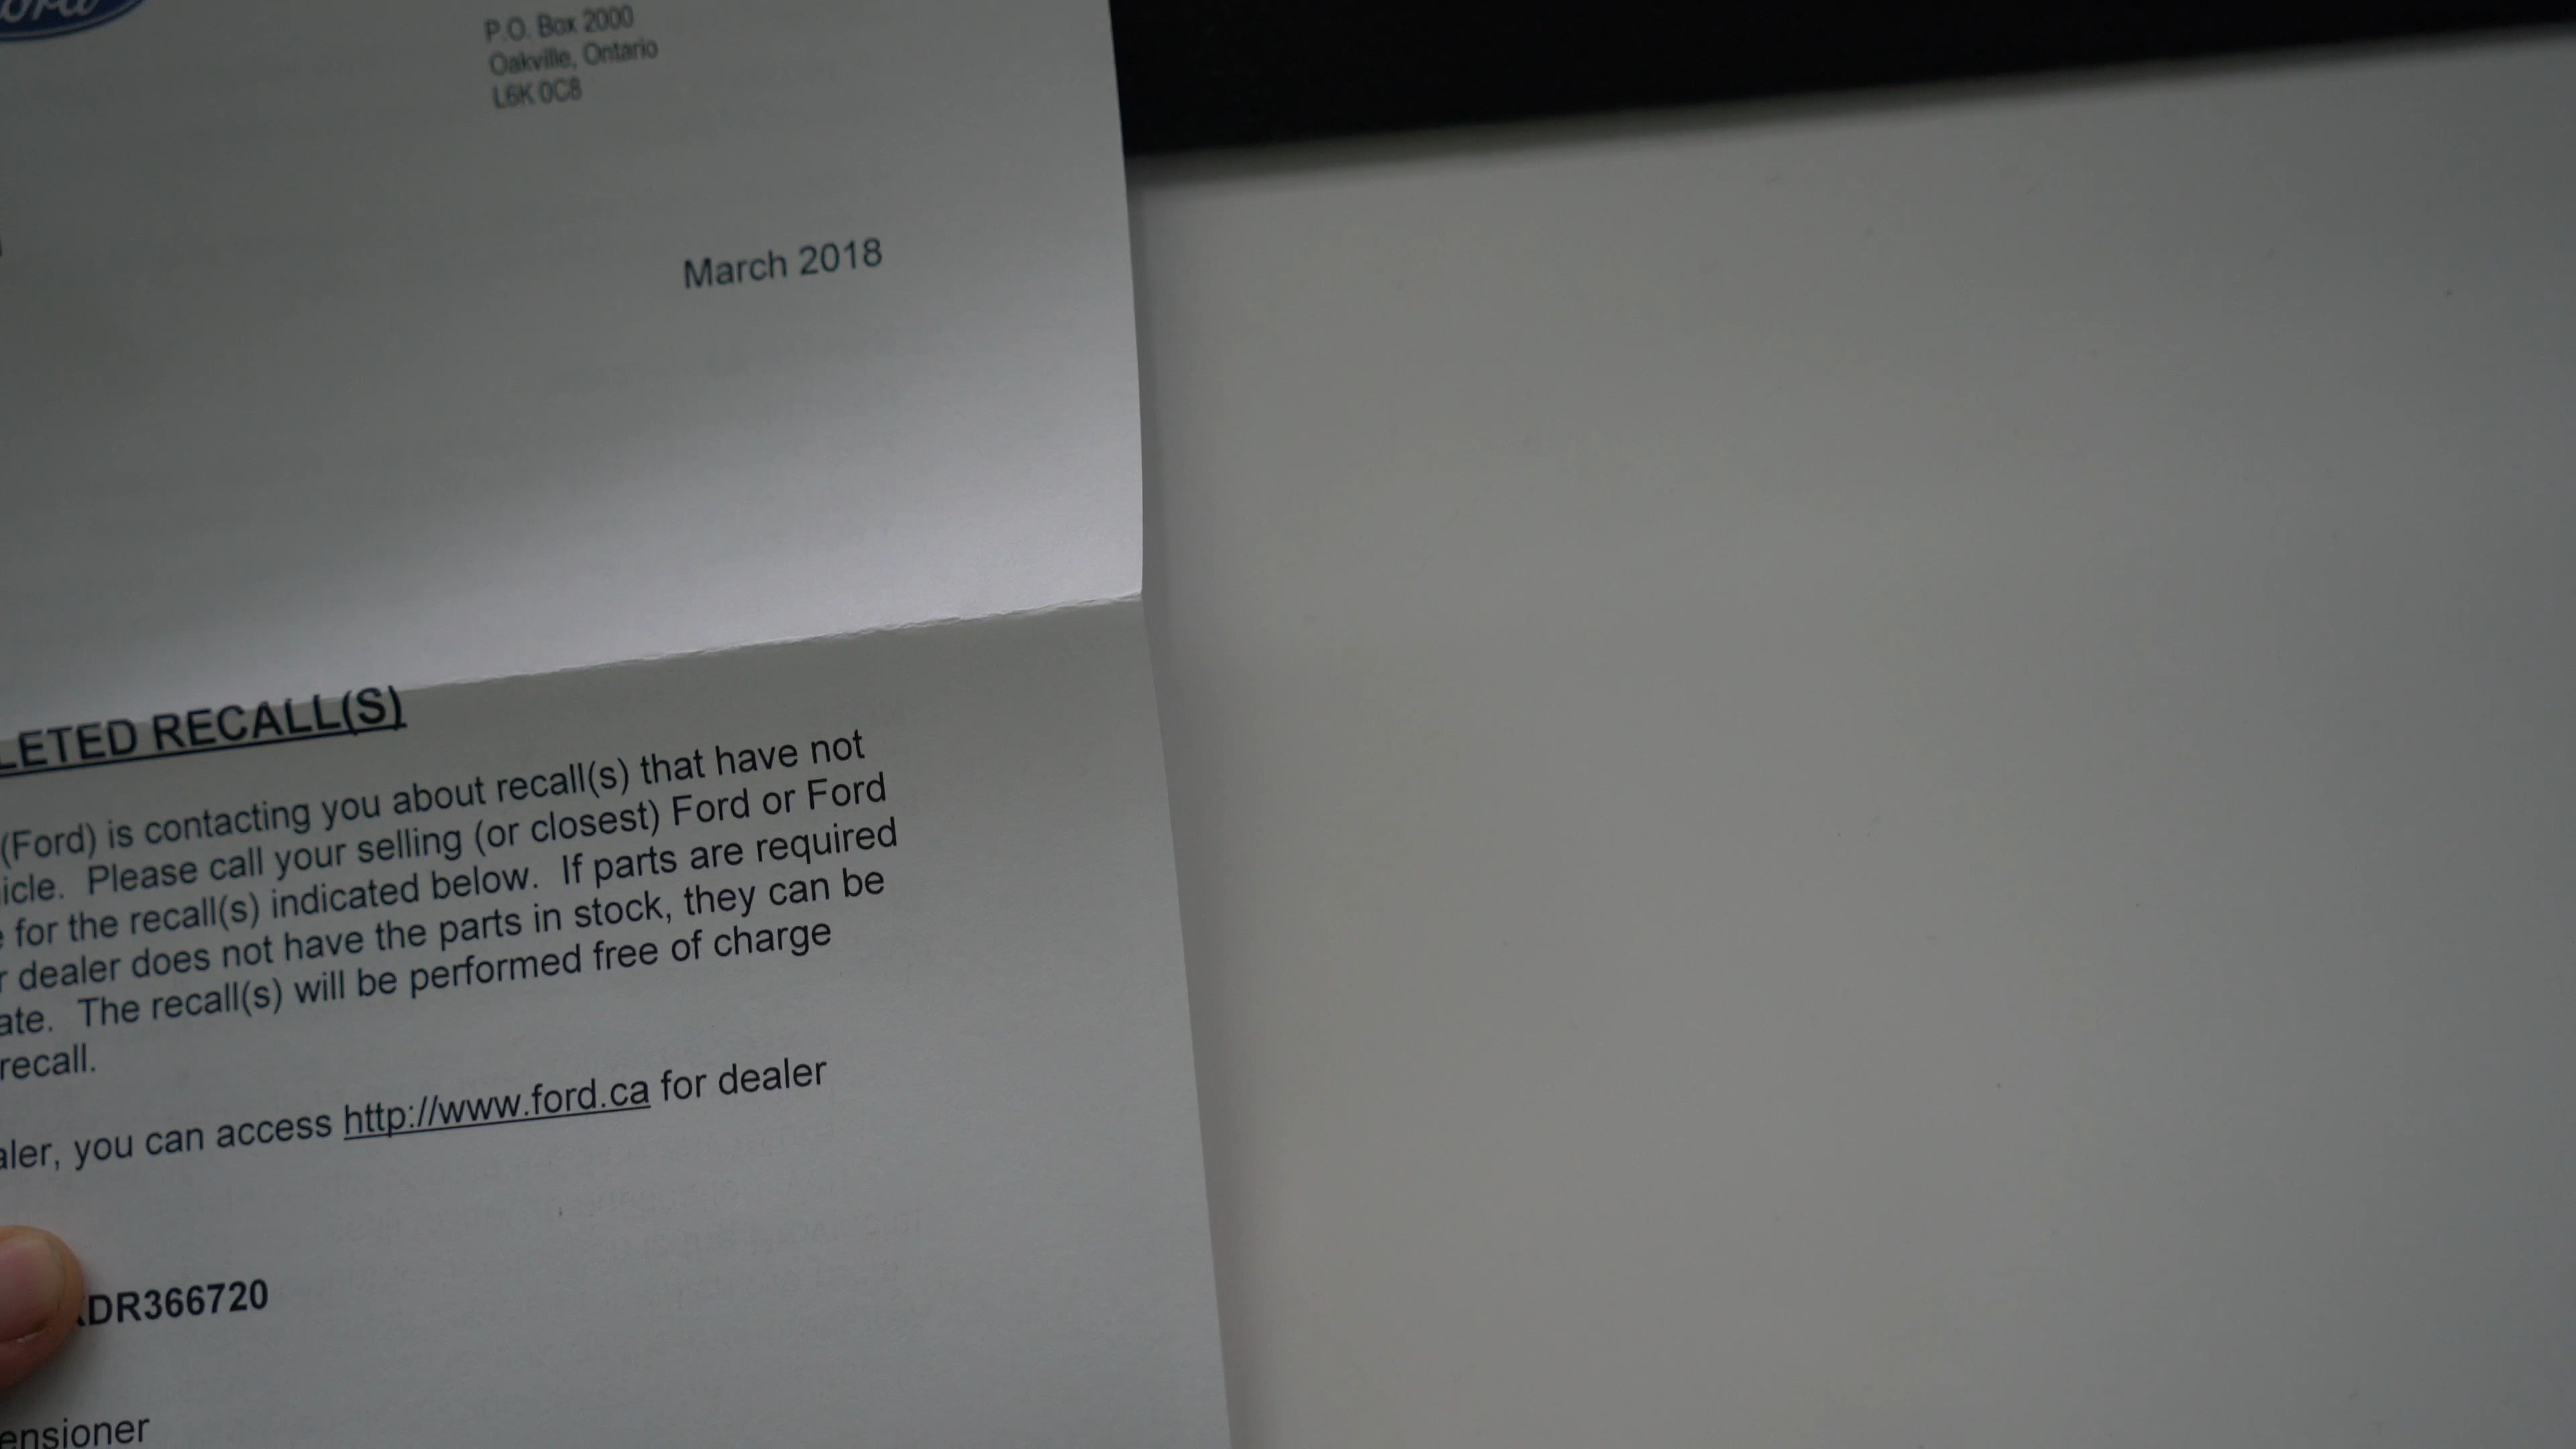 P.O. Box 2000
Oakville, Ontario
L6K 0C8
March 2018
LETED RECALL(S)
(Ford) is contacting you about recall(s) that have not
icle. Please call your selling (or closest) Ford or Ford
for the recall(s) indicated below. If parts are required
r dealer does not have the parts in stock, they can be
ate. The recall(s) will be performed free of charge
recall.
aler, you can access http://www.ford.ca for dealer
DR366720
ensioner